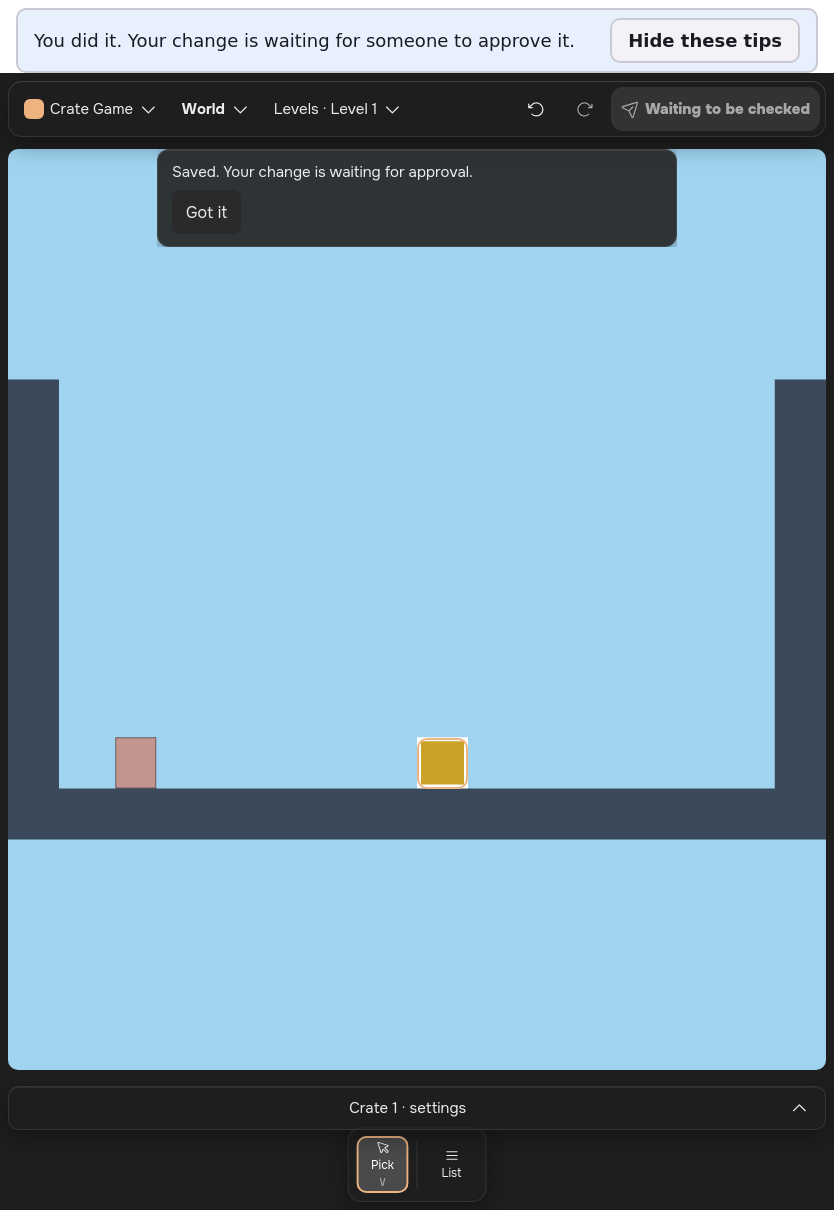 You did it. Your change is waiting for someone to approve it.
Hide these tips
Crate Game
World
Levels · Level 1
Waiting to be checked
Saved. Your change is waiting for approval.
Got it
Crate 1 · settings
Pick
V
List